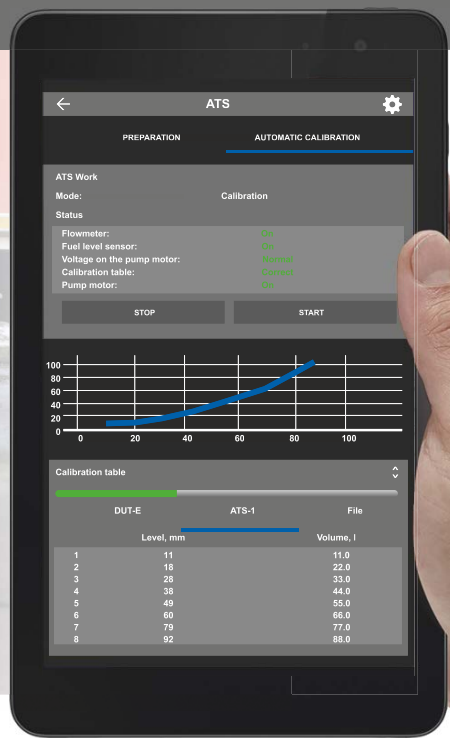 ATS
PREPARATION AUTOMATIC CALIBRATION
ATS Work
Mode: Calibration
Status
Flowmeter:
Fuel level sensor:
Voltage on the pump motor:
Calibration table:
Pump motor:
STOP START
100
80
60
40
20
0
0 20 40 60 80 100
Calibration table
DUT-E ATS-1 File
Level, mm Volume, l
1 11 11.0
2 18 22.0
3 28 33.0
4 38 44.0
5 49 55.0
6 60 66.0
7 79 77.0
8 92 88.0